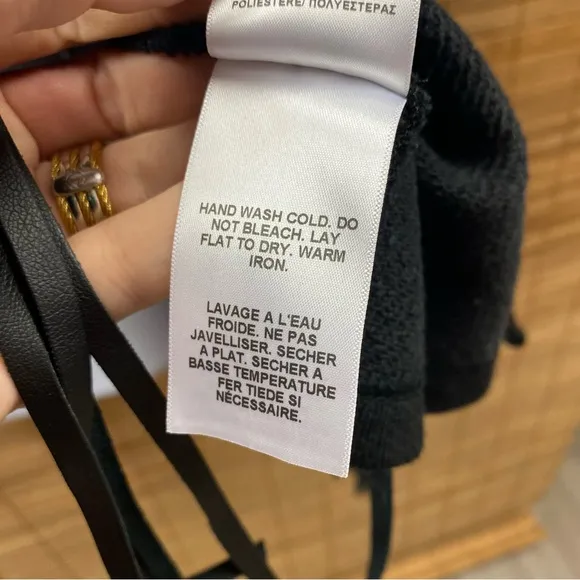 POLIESTERE/ ΠΟΛΥΕΣΤΕΡΑΣ
HAND WASH COLD. DO
NOT BLEACH. LAY
FLAT TO DRY. WARM
IRON.
LAVAGE A L'EAU
FROIDE. NE PAS
JAVELLISER. SECHER
A PLAT. SECHER A
BASSE TEMPERATURE
FER TIEDE SI
NÉCESSAIRE.